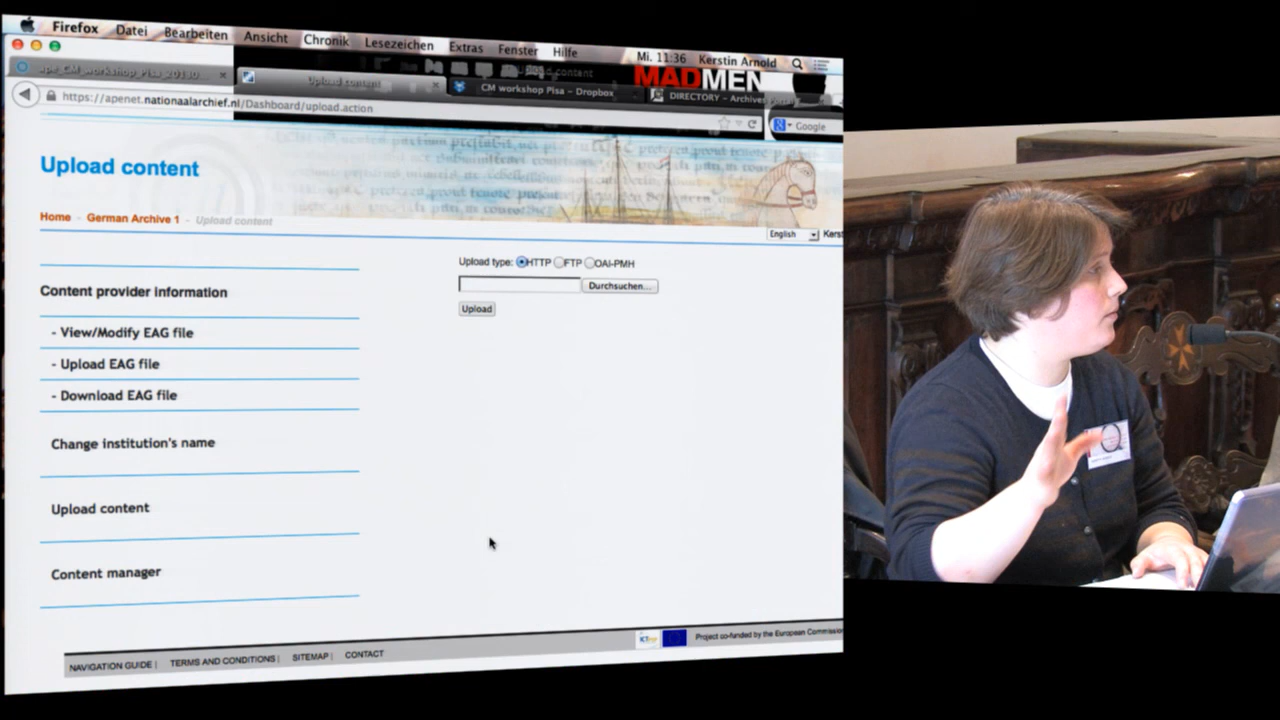 Firefox Datei Bearbeiten Ansicht Chronik Lesezeichen Extras Fenster Hilfe Mi. 11:36 Kerstin Arnold
MADMEN
Upload content CM workshop Pisa – Dropbox DIRECTORY – Archives Portal
https://apenet.nationaalarchief.nl/Dashboard/upload.action Google
Upload content
Home - German Archive 1 - Upload content
English Kers
Upload type: HTTP FTP OAI-PMH
Durchsuchen...
Upload
Content provider information
- View/Modify EAG file
- Upload EAG file
- Download EAG file
Change institution's name
Upload content
Content manager
Project co-funded by the European Commissio
NAVIGATION GUIDE | TERMS AND CONDITIONS | SITEMAP | CONTACT